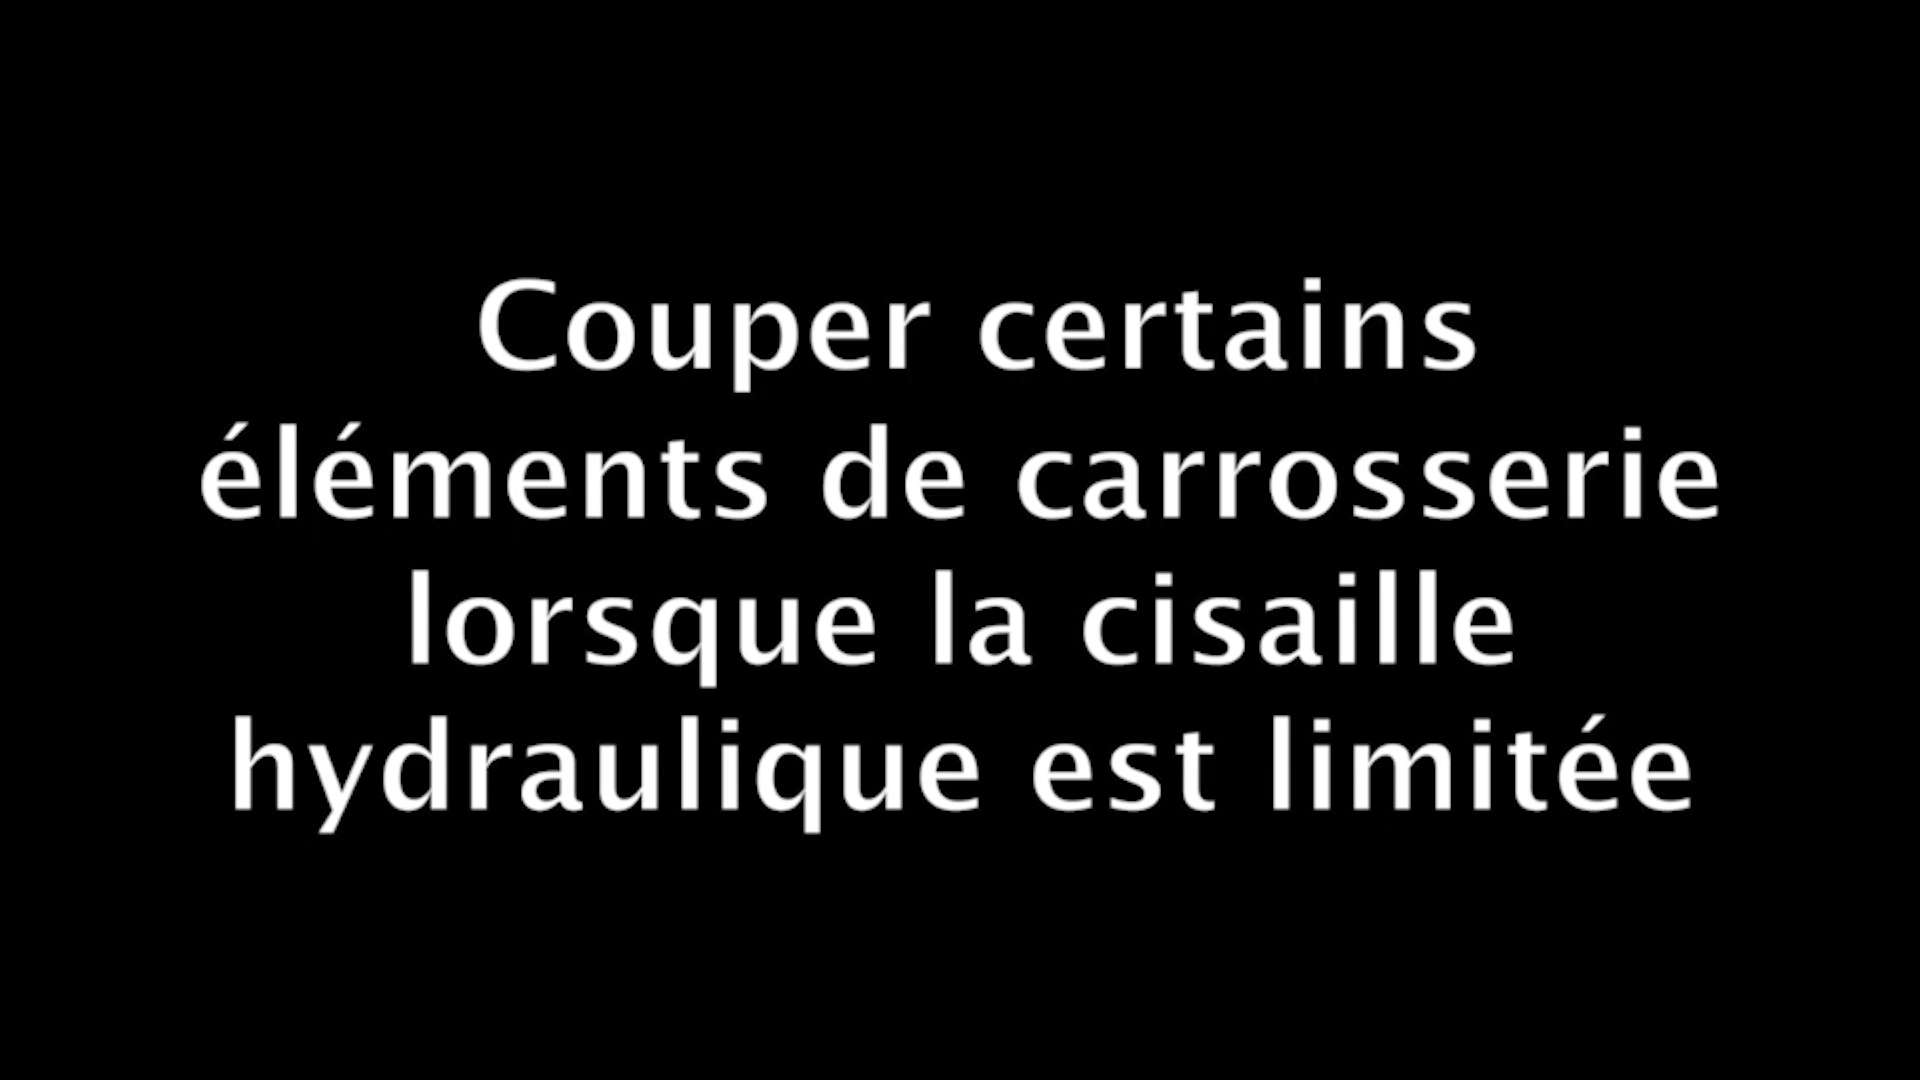 Couper certains
éléments de carrosserie
lorsque la cisaille
hydraulique est limitée